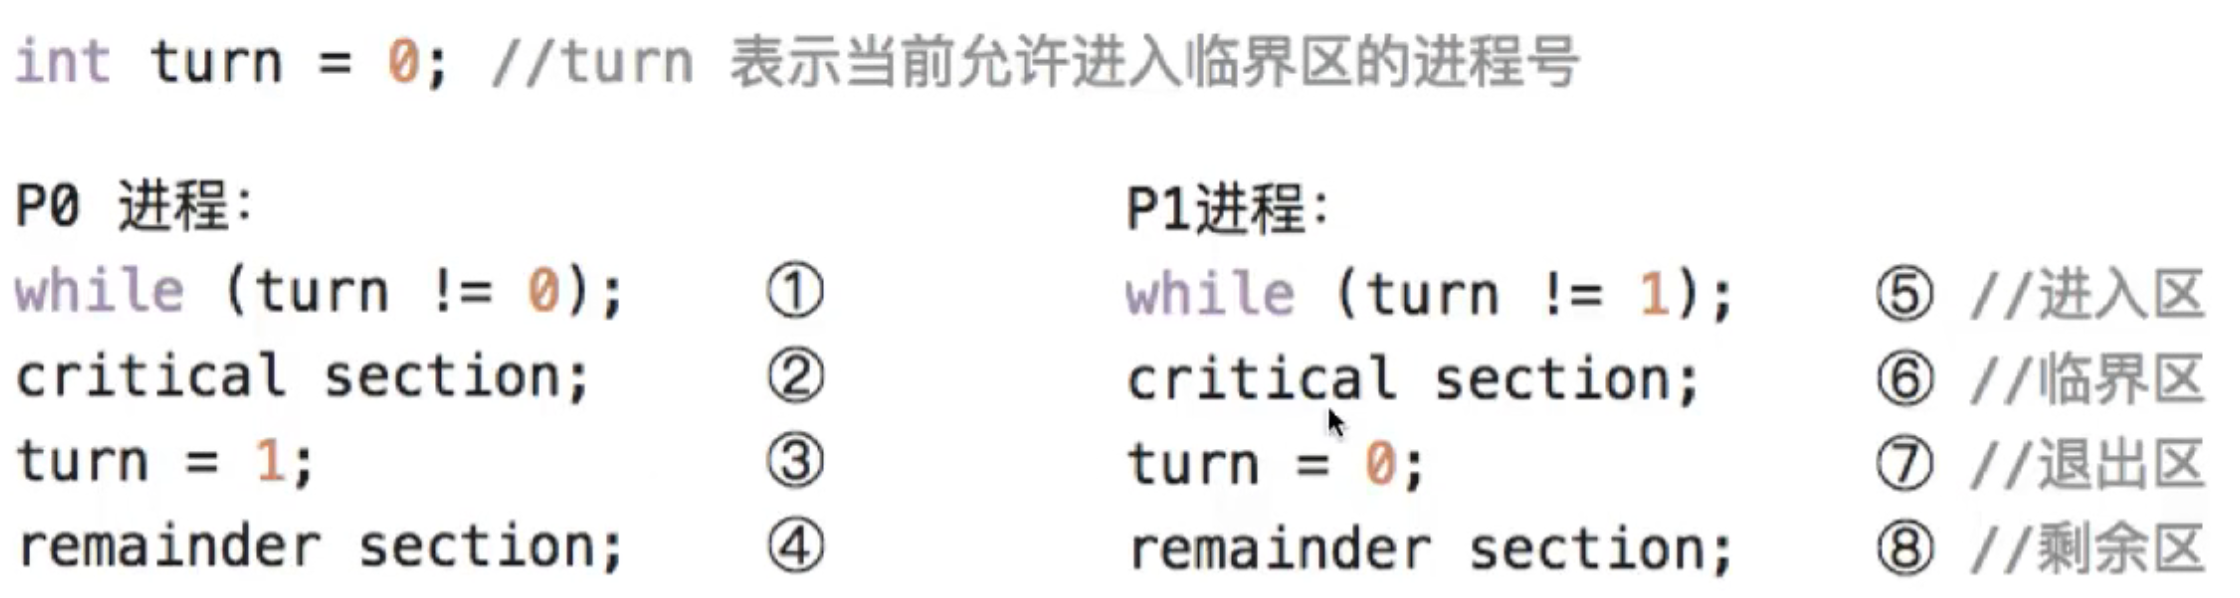 int turn = 0; //turn 表示当前允许进入临界区的进程号
P0 进程:
while (turn != 0); ①
critical section; ②
turn = 1; ③
remainder section; ④
P1进程:
while (turn != 1); ⑤ //进入区
critical section; ⑥ //临界区
turn = 0; ⑦ //退出区
remainder section; ⑧ //剩余区